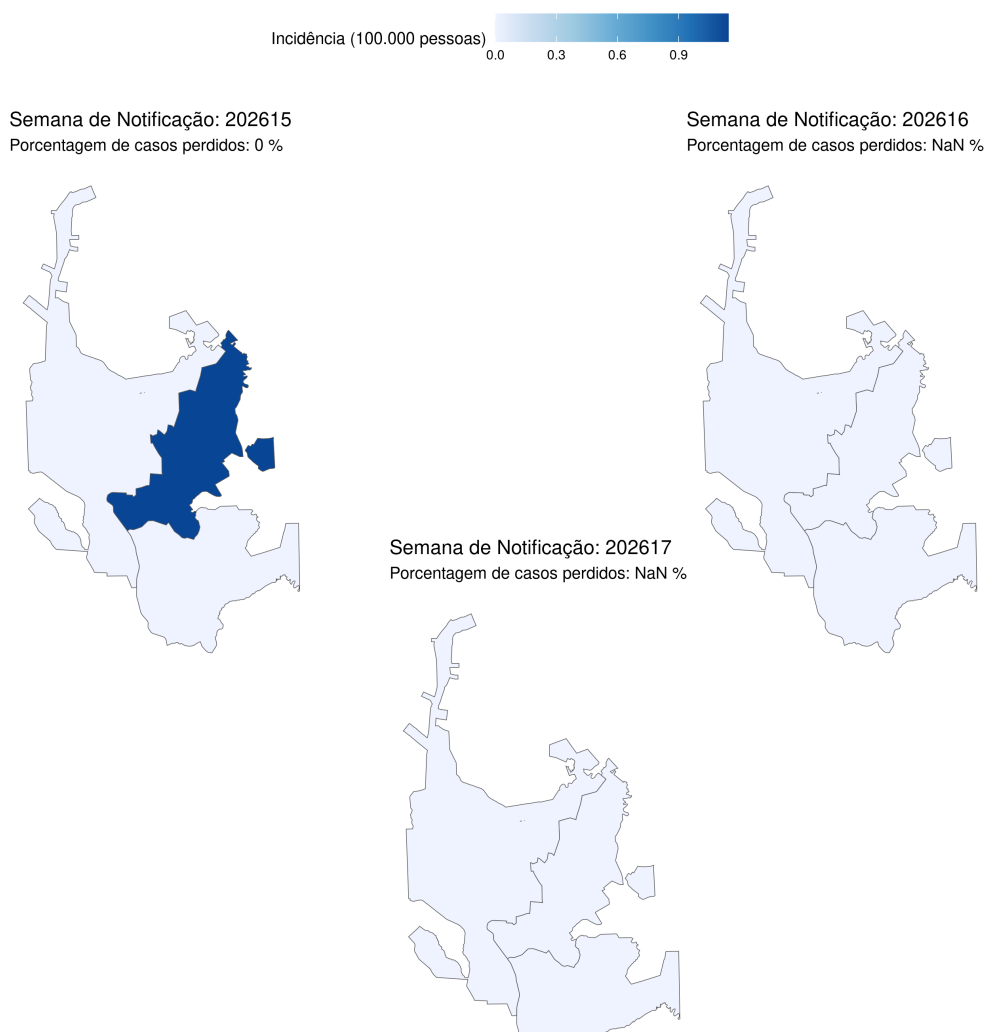 Incidência (100.000 pessoas)
0.0 0.3 0.6 0.9
Semana de Notificação: 202615
Porcentagem de casos perdidos: 0 %
Semana de Notificação: 202616
Porcentagem de casos perdidos: NaN %
Semana de Notificação: 202617
Porcentagem de casos perdidos: NaN %